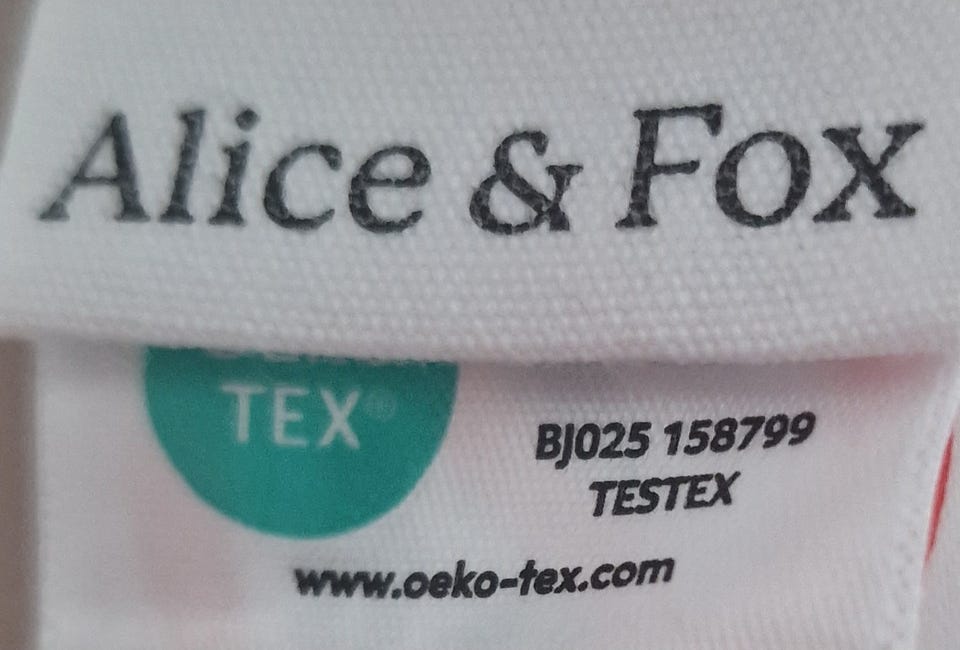 Alice & Fox
TEX®
BJ025 158799
TESTEX
www.oeko-tex.com